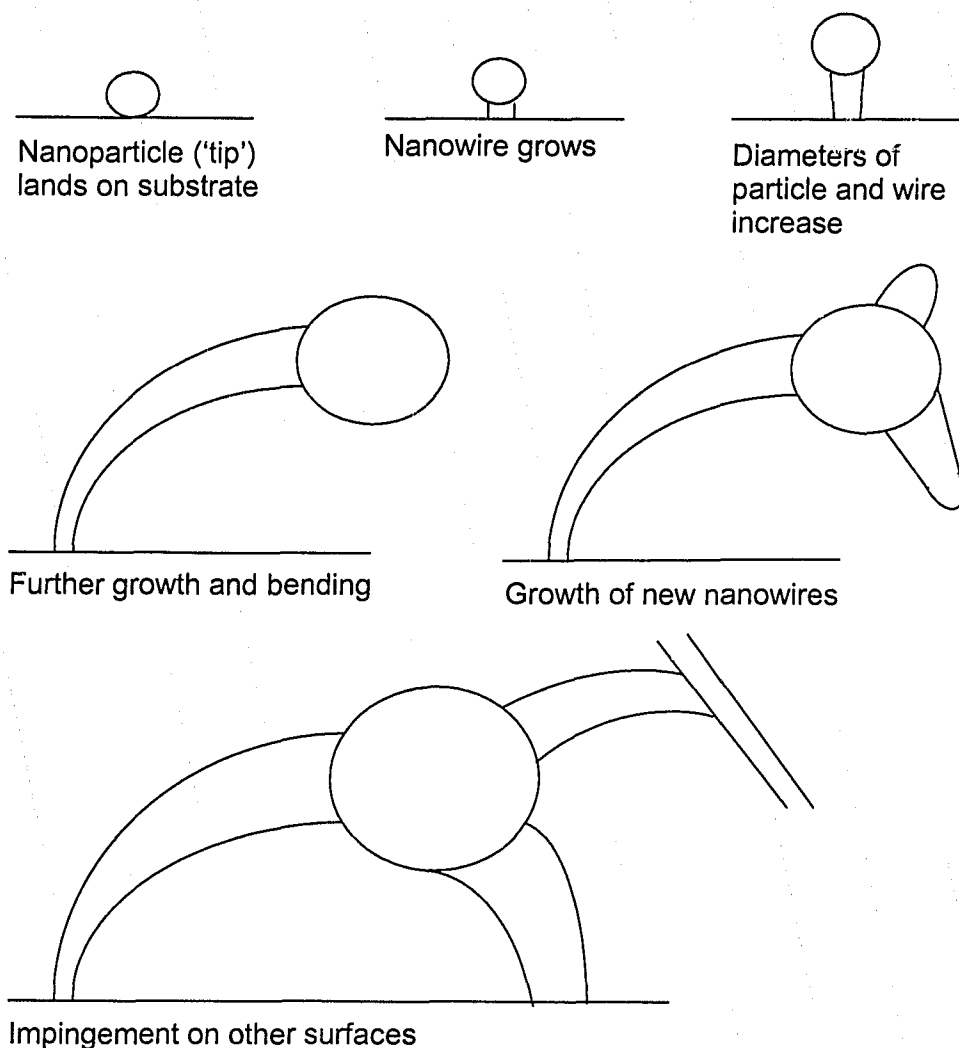 Nanoparticle ('tip')
lands on substrate
Nanowire grows
Diameters of
particle and wire
increase
Further growth and bending
Growth of new nanowires
Impingement on other surfaces